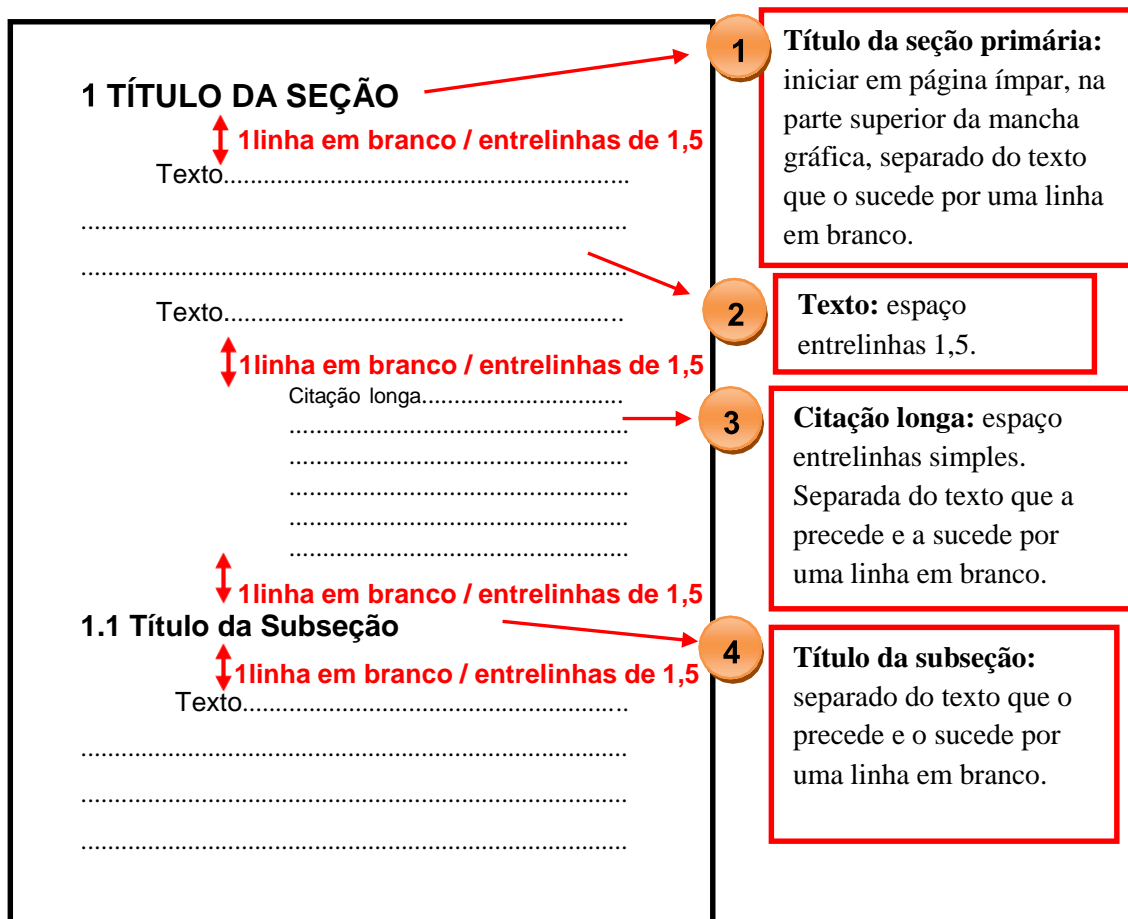 1 TÍTULO DA SEÇÃO
1linha em branco / entrelinhas de 1,5
Texto.............................................................
...................................................................................
...................................................................................
Texto............................................................
1linha em branco / entrelinhas de 1,5
Citação longa..............................
....................................................
....................................................
....................................................
....................................................
....................................................
1linha em branco / entrelinhas de 1,5
1.1 Título da Subseção
1linha em branco / entrelinhas de 1,5
Texto..........................................................
...................................................................................
...................................................................................
...................................................................................
1
Título da seção primária:
iniciar em página ímpar, na
parte superior da mancha
gráfica, separado do texto
que o sucede por uma linha
em branco.
2
Texto: espaço
entrelinhas 1,5.
3
Citação longa: espaço
entrelinhas simples.
Separada do texto que a
precede e a sucede por
uma linha em branco.
4
Título da subseção:
separado do texto que o
precede e o sucede por
uma linha em branco.